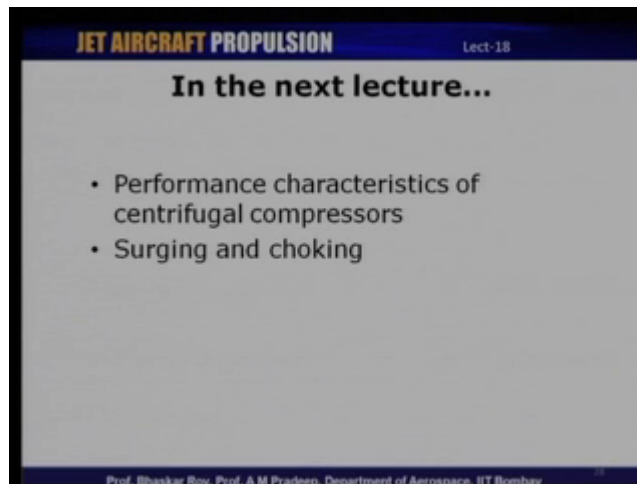 JET AIRCRAFT PROPULSION
Lect-18
In the next lecture...
• Performance characteristics of
centrifugal compressors
• Surging and choking
Prof. Bhaskar Roy, Prof. A M Pradeep, Department of Aerospace, IIT Bombay
28